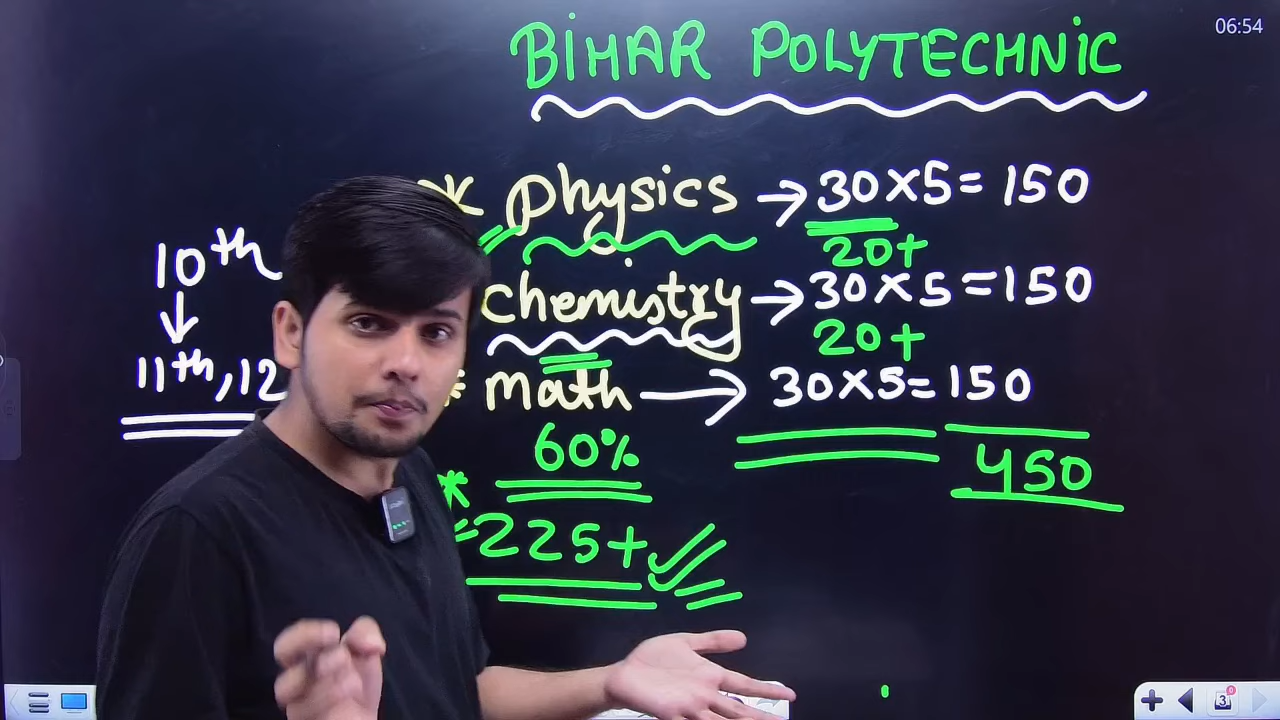 06:54
BIHAR POLYTECHNIC
* Physics → 30×5= 150
20+
10th
↓
11th, 12
chemistry → 30×5=150
20+
* Math → 30×5= 150
60%
450
*
225+
3